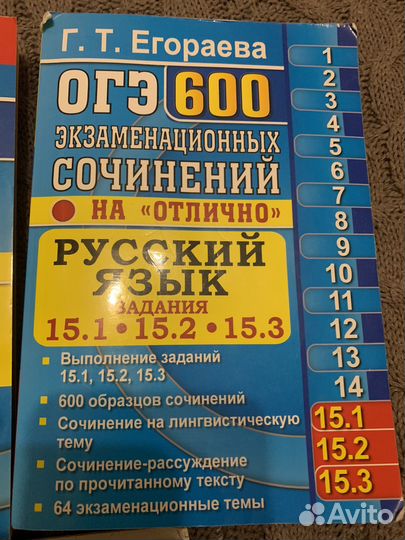 Г. Т. Егораева
ОГЭ 600
ЭКЗАМЕНАЦИОННЫХ
СОЧИНЕНИЙ
НА «ОТЛИЧНО»
РУССКИЙ
ЯЗЫК
ЗАДАНИЯ
15.1 • 15.2 • 15.3
• Выполнение заданий
15.1, 15.2, 15.3
• 600 образцов сочинений
• Сочинение на лингвистическую
тему
• Сочинение-рассуждение
по прочитанному тексту
• 64 экзаменационные темы
1
2
3
4
5
6
7
8
9
10
11
12
13
14
15.1
15.2
15.3
Avito